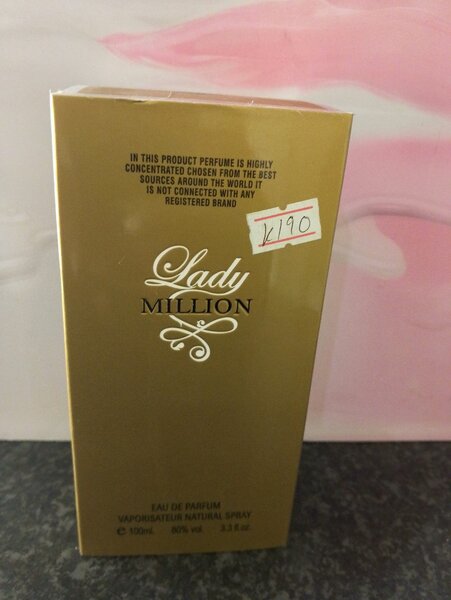 IN THIS PRODUCT PERFUME IS HIGHLY
CONCENTRATED CHOSEN FROM THE BEST
SOURCES AROUND THE WORLD IT
IS NOT CONNECTED WITH ANY
REGISTERED BRAND
K190
Lady
MILLION
EAU DE PARFUM
VAPORISATEUR NATURAL SPRAY
℮ 100ml. 80% vol. 3.3 fl.oz.